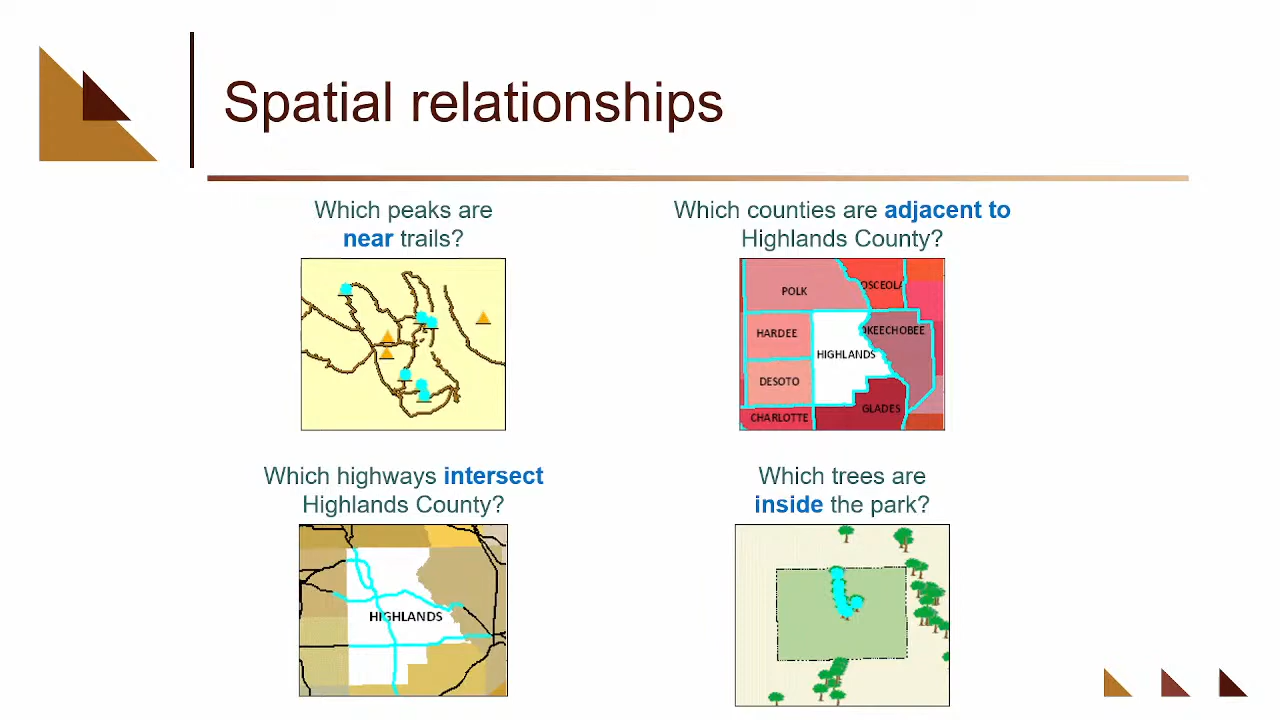 Spatial relationships
Which peaks are
near trails?
Which counties are adjacent to
Highlands County?
POLK
OSCEOLA
HARDEE
OKEECHOBEE
HIGHLANDS
DESOTO
GLADES
CHARLOTTE
Which highways intersect
Highlands County?
HIGHLANDS
Which trees are
inside the park?